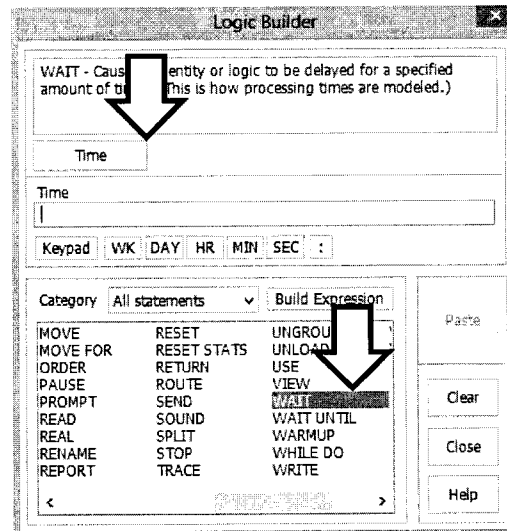 Logic Builder
WAIT - Caus entity or logic to be delayed for a specified
amount of ti This is how processing times are modeled.)
Time
Time
Keypad WK DAY HR MIN SEC :
Category All statements Build Expression
MOVE RESET UNGROU
MOVE FOR RESET STATS UNLOAD
ORDER RETURN USE
PAUSE ROUTE VIEW
PROMPT SEND WAIT
READ SOUND WAIT UNTIL
REAL SPLIT WARMUP
RENAME STOP WHILE DO
REPORT TRACE WRITE
Paste
Clear
Close
Help